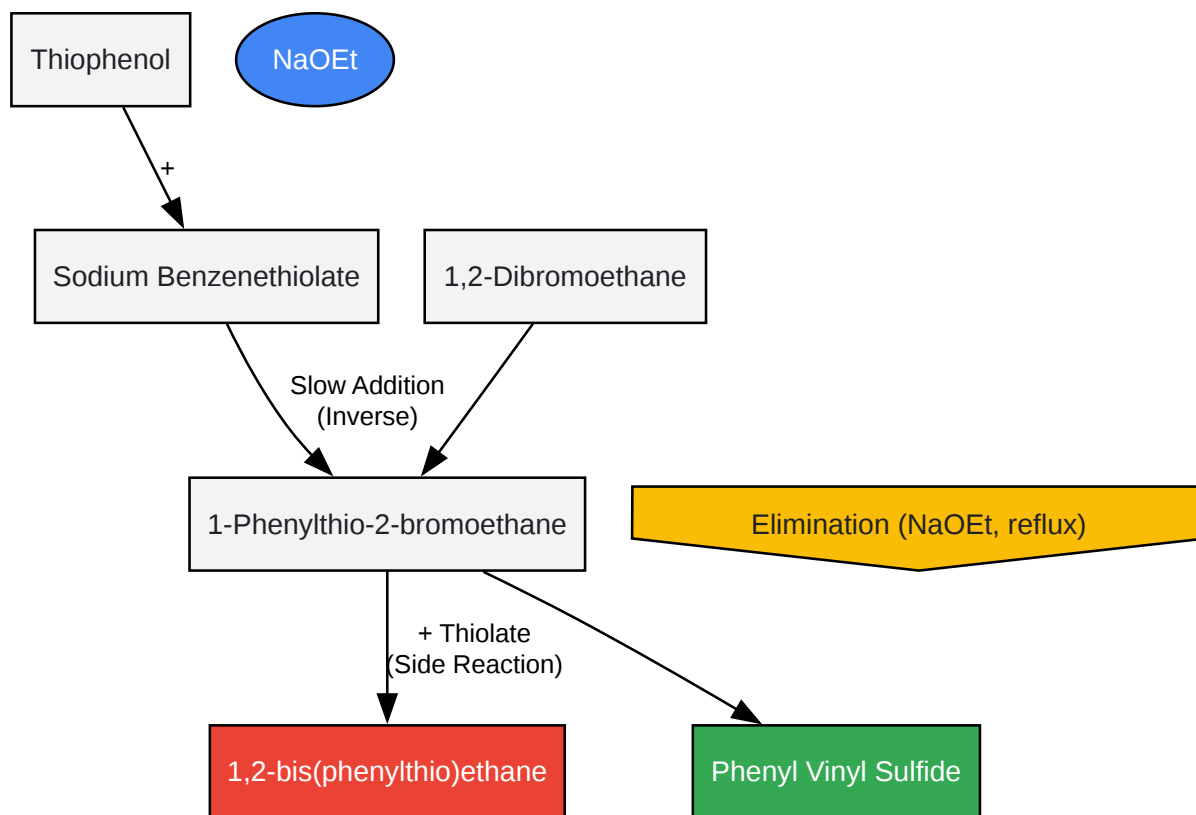 Thiophenol
NaOEt
+
Sodium Benzenethiolate
1,2-Dibromoethane
Slow Addition
(Inverse)
1-Phenylthio-2-bromoethane
Elimination (NaOEt, reflux)
+ Thiolate
(Side Reaction)
1,2-bis(phenylthio)ethane
Phenyl Vinyl Sulfide